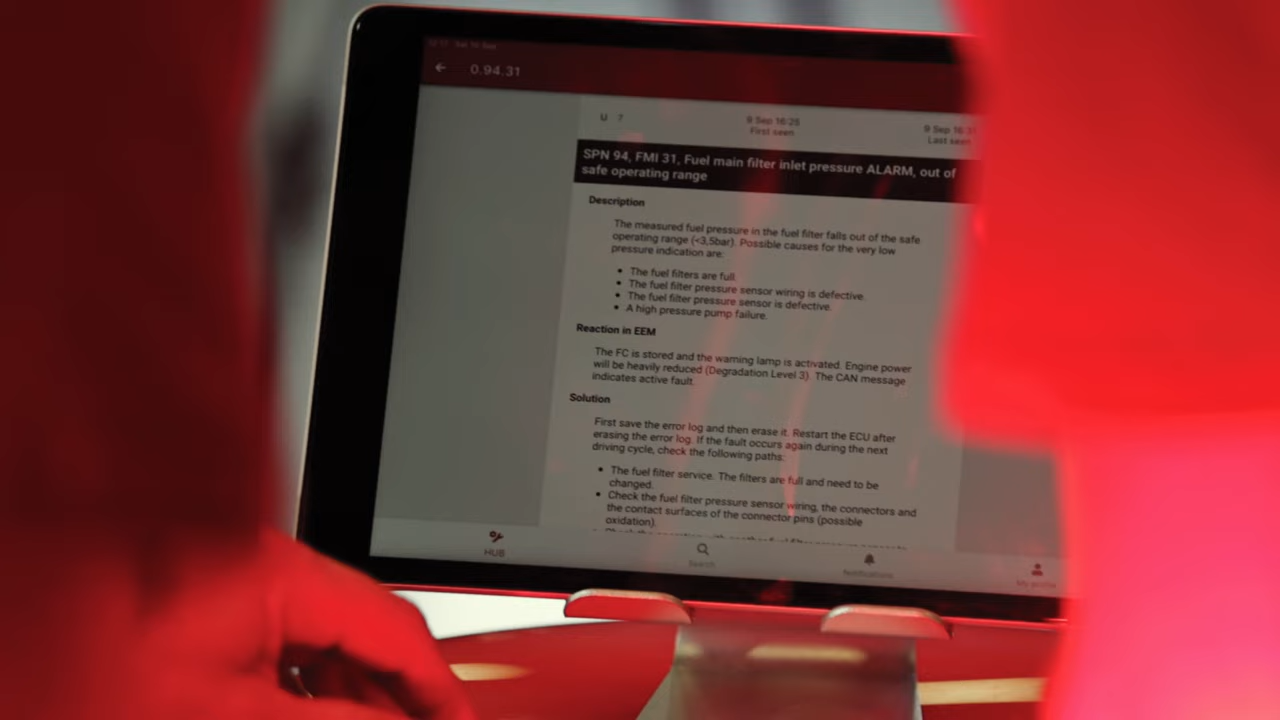 0.94.31
U 7
9 Sep 16:25
First seen
9 Sep 16:
Last seen
SPN 94, FMI 31, Fuel main filter inlet pressure ALARM, out of
safe operating range
Description
The measured fuel pressure in the fuel filter falls out of the safe
operating range (<3,5bar). Possible causes for the very low
pressure indication are:
• The fuel filters are full.
• The fuel filter pressure sensor wiring is defective.
• The fuel filter pressure sensor is defective.
• A high pressure pump failure.
Reaction in EEM
The FC is stored and the warning lamp is activated. Engine power
will be heavily reduced (Degradation Level 3). The CAN message
indicates active fault.
Solution
First save the error log and then erase it. Restart the ECU after
erasing the error log. If the fault occurs again during the next
driving cycle, check the following paths:
• The fuel filter service. The filters are full and need to be
changed.
• Check the fuel filter pressure sensor wiring, the connectors and
the contact surfaces of the connector pins (possible
oxidation).
HUB
Search
Notifications
My profile